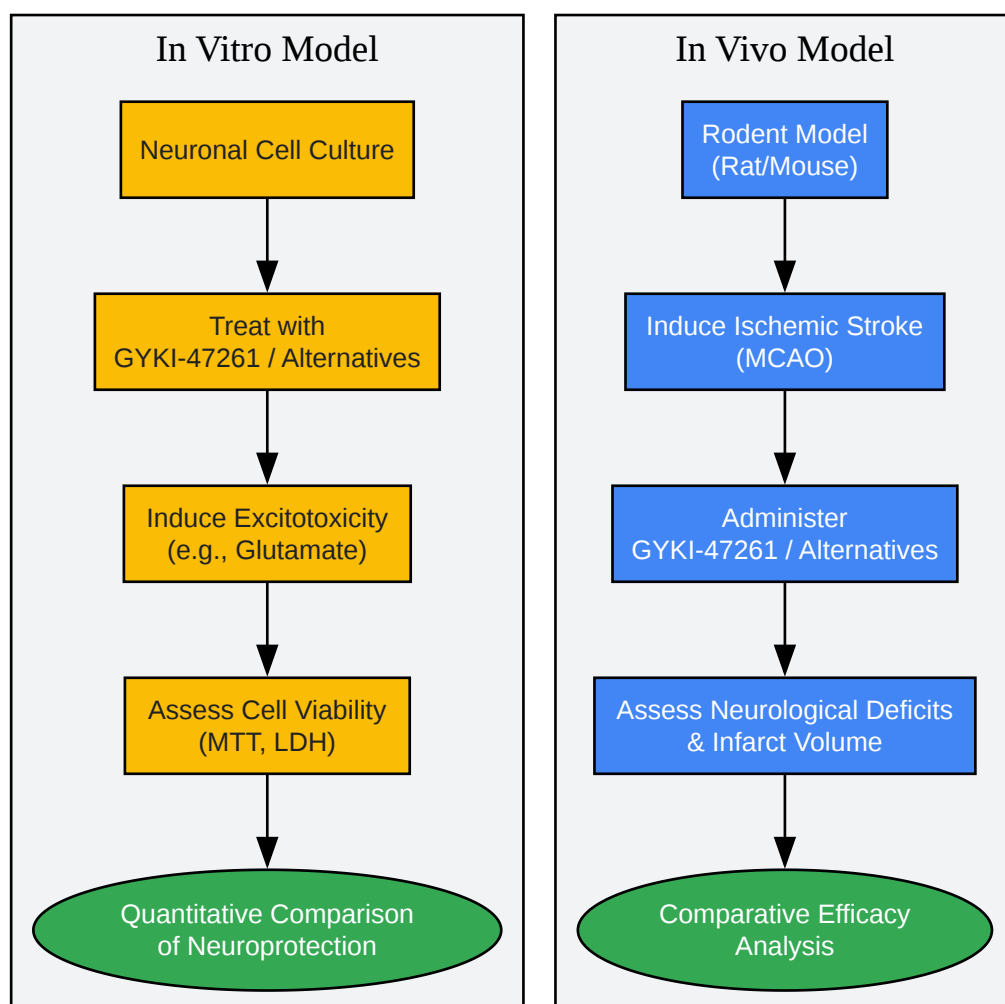 In Vitro Model
Neuronal Cell Culture
Treat with
GYKI-47261 / Alternatives
Induce Excitotoxicity
(e.g., Glutamate)
Assess Cell Viability
(MTT, LDH)
Quantitative Comparison
of Neuroprotection
In Vivo Model
Rodent Model
(Rat/Mouse)
Induce Ischemic Stroke
(MCAO)
Administer
GYKI-47261 / Alternatives
Assess Neurological Deficits
& Infarct Volume
Comparative Efficacy
Analysis